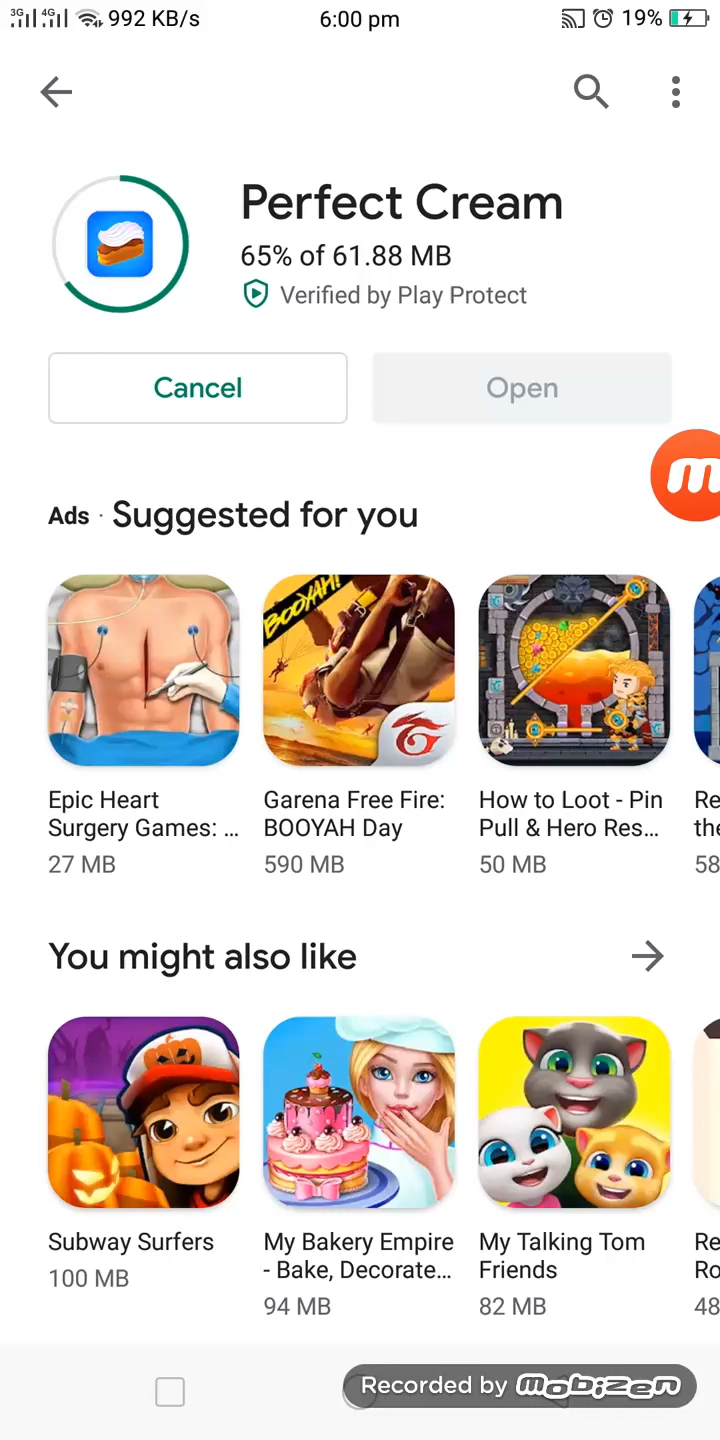 3G 4G 992 KB/s 6:00 pm 19%
Perfect Cream
65% of 61.88 MB
Verified by Play Protect
Cancel Open
m
Ads · Suggested for you
BOOYAH!
Epic Heart Garena Free Fire: How to Loot - Pin Re
Surgery Games: ... BOOYAH Day Pull & Hero Res... the
27 MB 590 MB 50 MB 58
You might also like
Subway Surfers My Bakery Empire My Talking Tom Re
100 MB - Bake, Decorate... Friends Ro
94 MB 82 MB 48
Recorded by mobizen